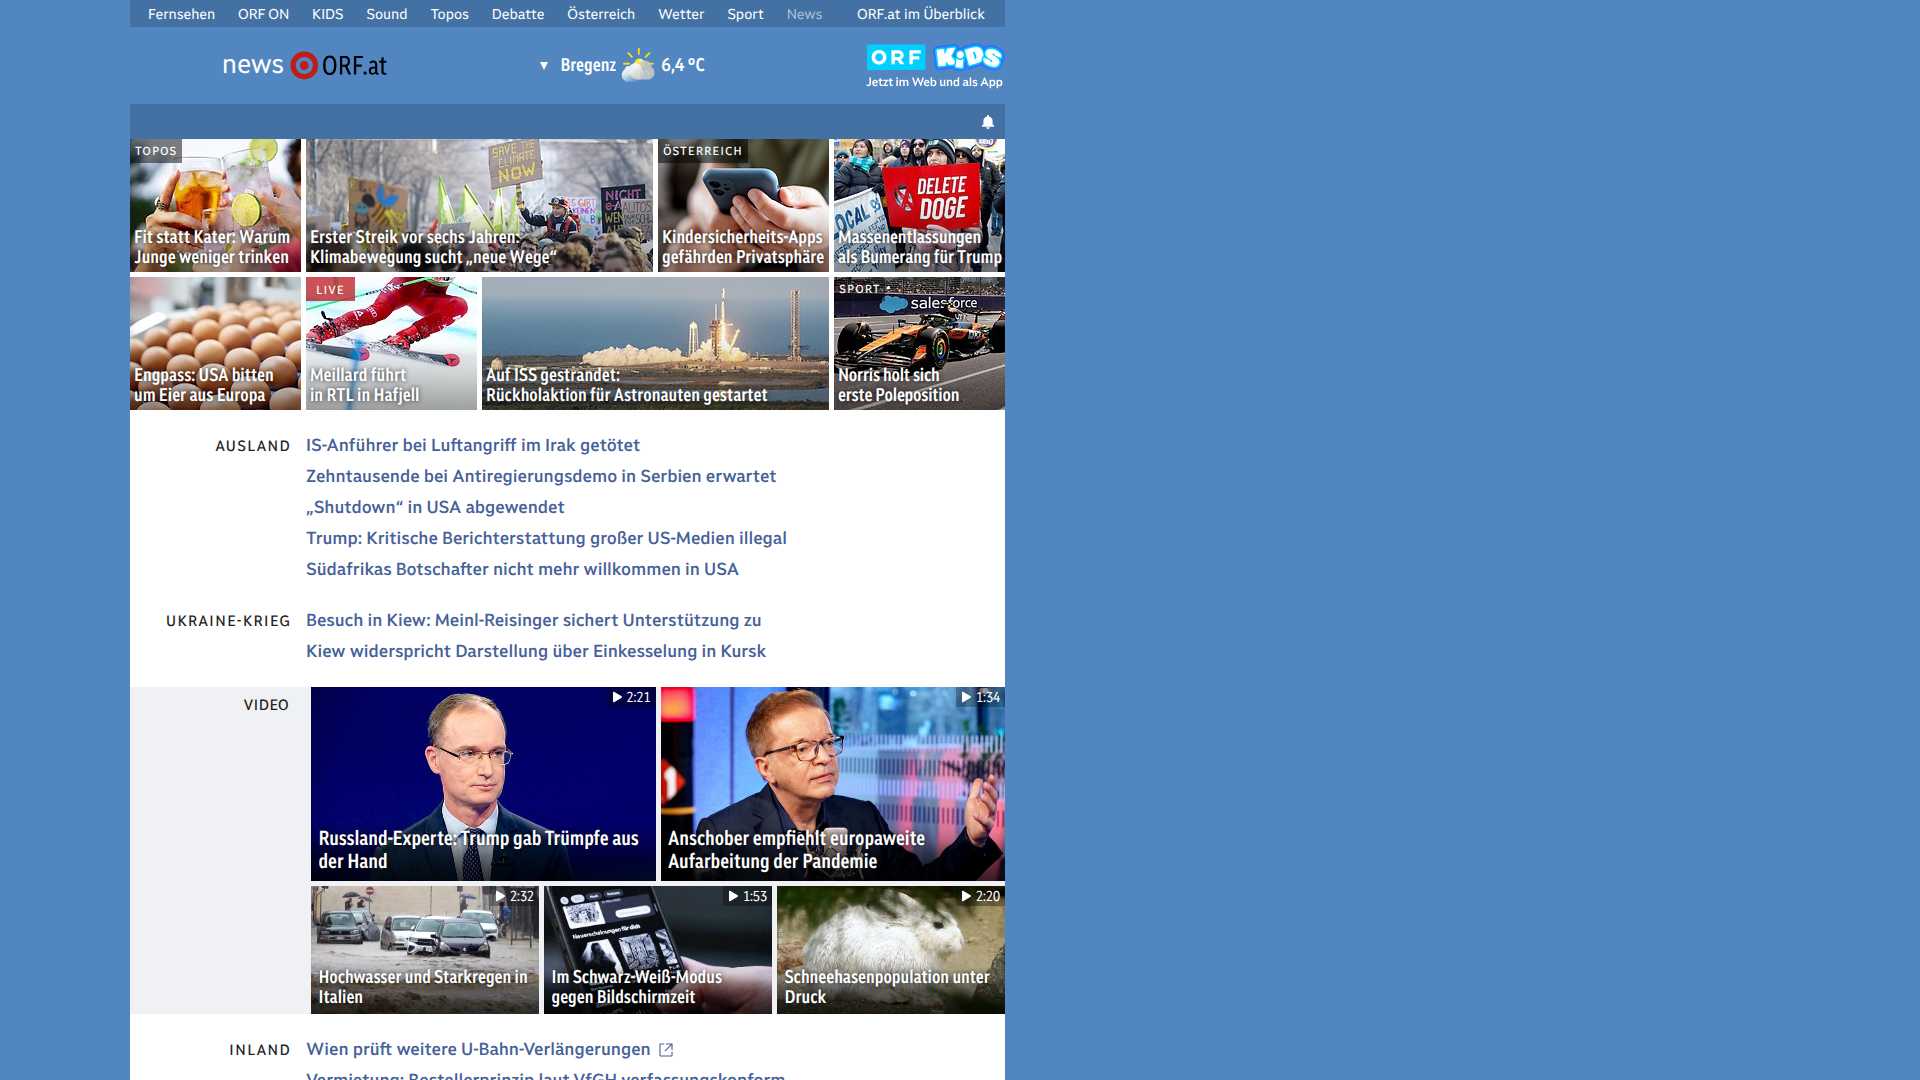 Fernsehen ORF ON KIDS Sound Topos Debatte Österreich Wetter Sport News ORF.at im Überblick
news ORF.at
▼ Bregenz 6,4 °C
ORF KiDS
Jetzt im Web und als App
TOPOS
Fit statt Kater: Warum
Junge weniger trinken
SAVE THE
CLIMATE
NOW
Erster Streik vor sechs Jahren:
Klimabewegung sucht „neue Wege“
ÖSTERREICH
Kindersicherheits-Apps
gefährden Privatsphäre
DELETE
DOGE
Massenentlassungen
als Bumerang für Trump
Engpass: USA bitten
um Eier aus Europa
LIVE
Meillard führt
in RTL in Hafjell
Auf ISS gestrandet:
Rückholaktion für Astronauten gestartet
SPORT
salesforce
Norris holt sich
erste Poleposition
AUSLAND
IS-Anführer bei Luftangriff im Irak getötet
Zehntausende bei Antiregierungsdemo in Serbien erwartet
„Shutdown“ in USA abgewendet
Trump: Kritische Berichterstattung großer US-Medien illegal
Südafrikas Botschafter nicht mehr willkommen in USA
UKRAINE-KRIEG
Besuch in Kiew: Meinl-Reisinger sichert Unterstützung zu
Kiew widerspricht Darstellung über Einkesselung in Kursk
VIDEO
2:21
Russland-Experte: Trump gab Trümpfe aus
der Hand
1:34
Anschober empfiehlt europaweite
Aufarbeitung der Pandemie
2:32
Hochwasser und Starkregen in
Italien
1:53
Neuerscheinungen für dich
Im Schwarz-Weiß-Modus
gegen Bildschirmzeit
2:20
Schneehasenpopulation unter
Druck
INLAND
Wien prüft weitere U-Bahn-Verlängerungen
Vermietung: Bestellerprinzip laut VfGH verfassungskonform